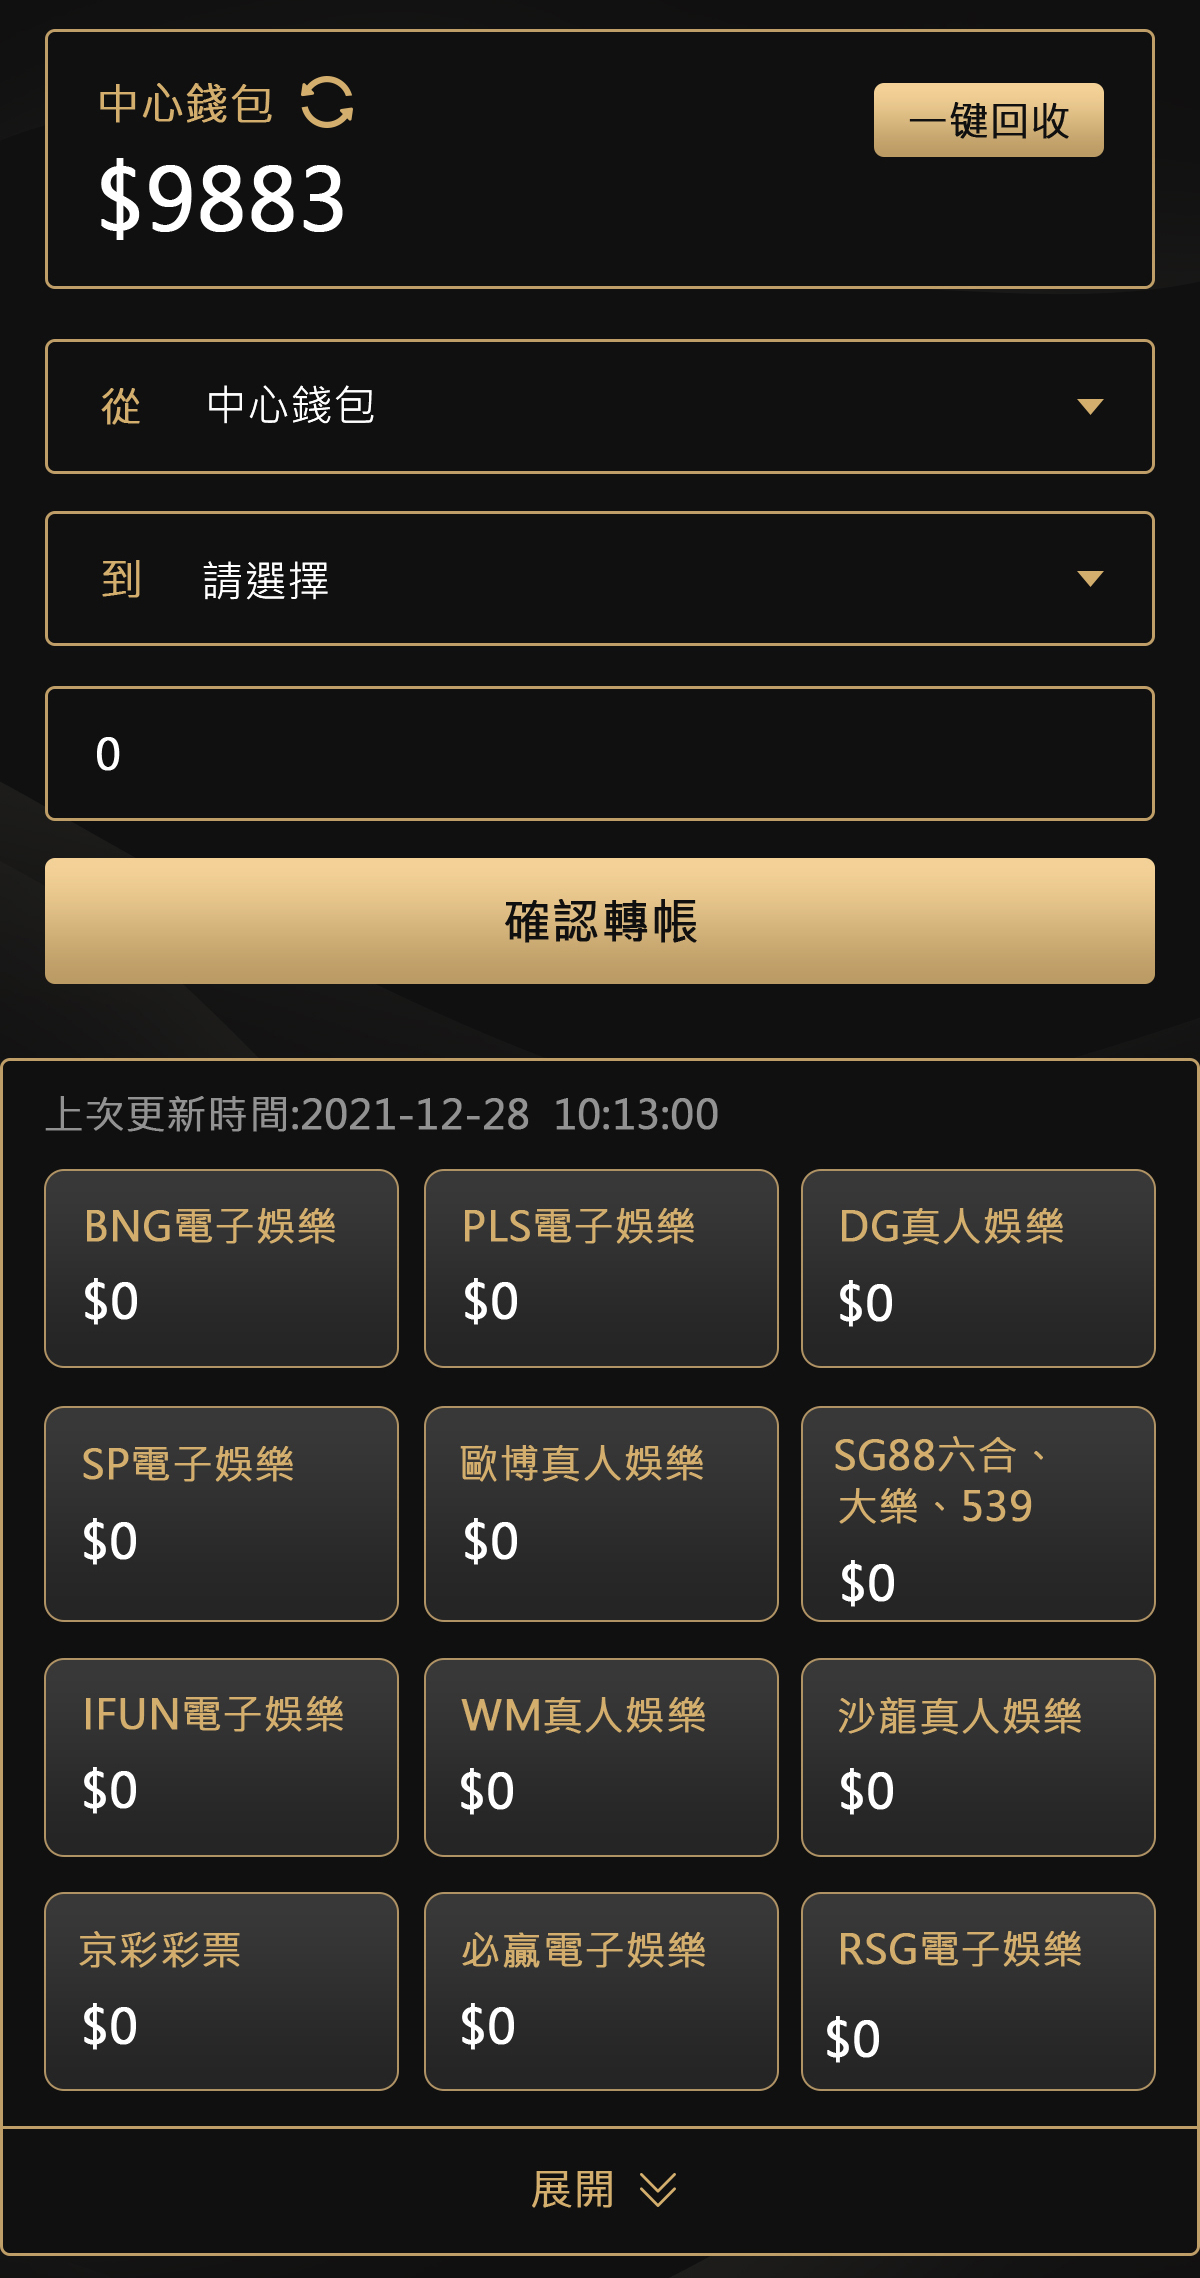 中心錢包
一键回收
$9883
從 中心錢包
到 請選擇
0
確認轉帳
上次更新時間:2021-12-28 10:13:00
BNG電子娛樂
$0
PLS電子娛樂
$0
DG真人娛樂
$0
SP電子娛樂
$0
歐博真人娛樂
$0
SG88六合、
大樂、539
$0
IFUN電子娛樂
$0
WM真人娛樂
$0
沙龍真人娛樂
$0
京彩彩票
$0
必贏電子娛樂
$0
RSG電子娛樂
$0
展開